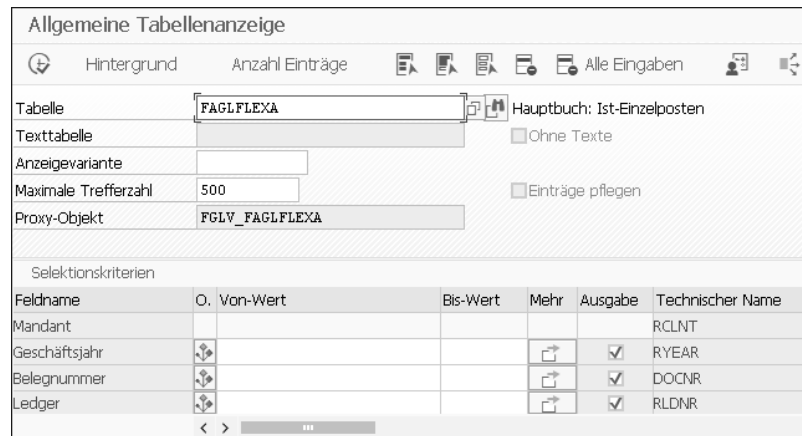 Allgemeine Tabellenanzeige
Hintergrund Anzahl Einträge Alle Eingaben
Tabelle FAGLFLEXA Hauptbuch: Ist-Einzelposten
Texttabelle Ohne Texte
Anzeigevariante
Maximale Trefferzahl 500 Einträge pflegen
Proxy-Objekt FGLV_FAGLFLEXA
Selektionskriterien
Feldname O. Von-Wert Bis-Wert Mehr Ausgabe Technischer Name
Mandant RCLNT
Geschäftsjahr RYEAR
Belegnummer DOCNR
Ledger RLDNR